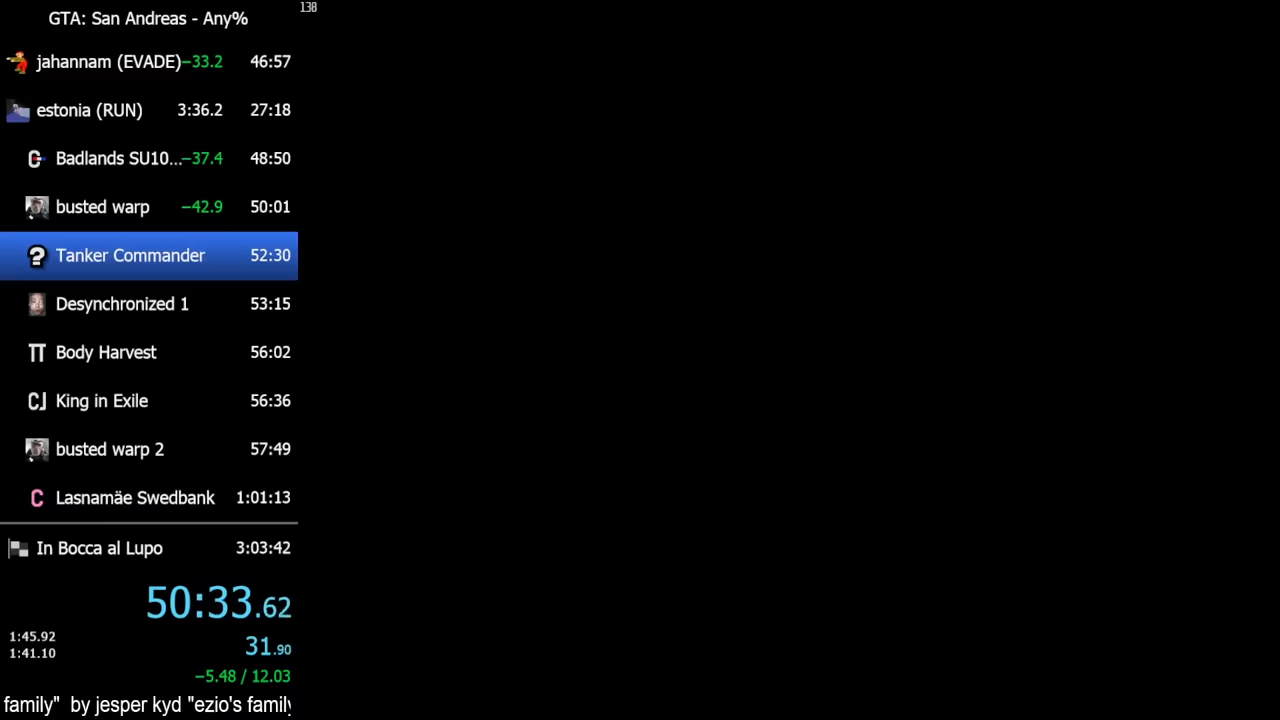 138
GTA: San Andreas - Any%
jahannam (EVADE) −33.2 46:57
estonia (RUN) 3:36.2 27:18
C Badlands SU10... −37.4 48:50
busted warp −42.9 50:01
? Tanker Commander 52:30
Desynchronized 1 53:15
TT Body Harvest 56:02
CJ King in Exile 56:36
busted warp 2 57:49
C Lasnamäe Swedbank 1:01:13
In Bocca al Lupo 3:03:42
50:33.62
1:45.92
1:41.10
31.90
−5.48 / 12.03
family"  by jesper kyd "ezio's family